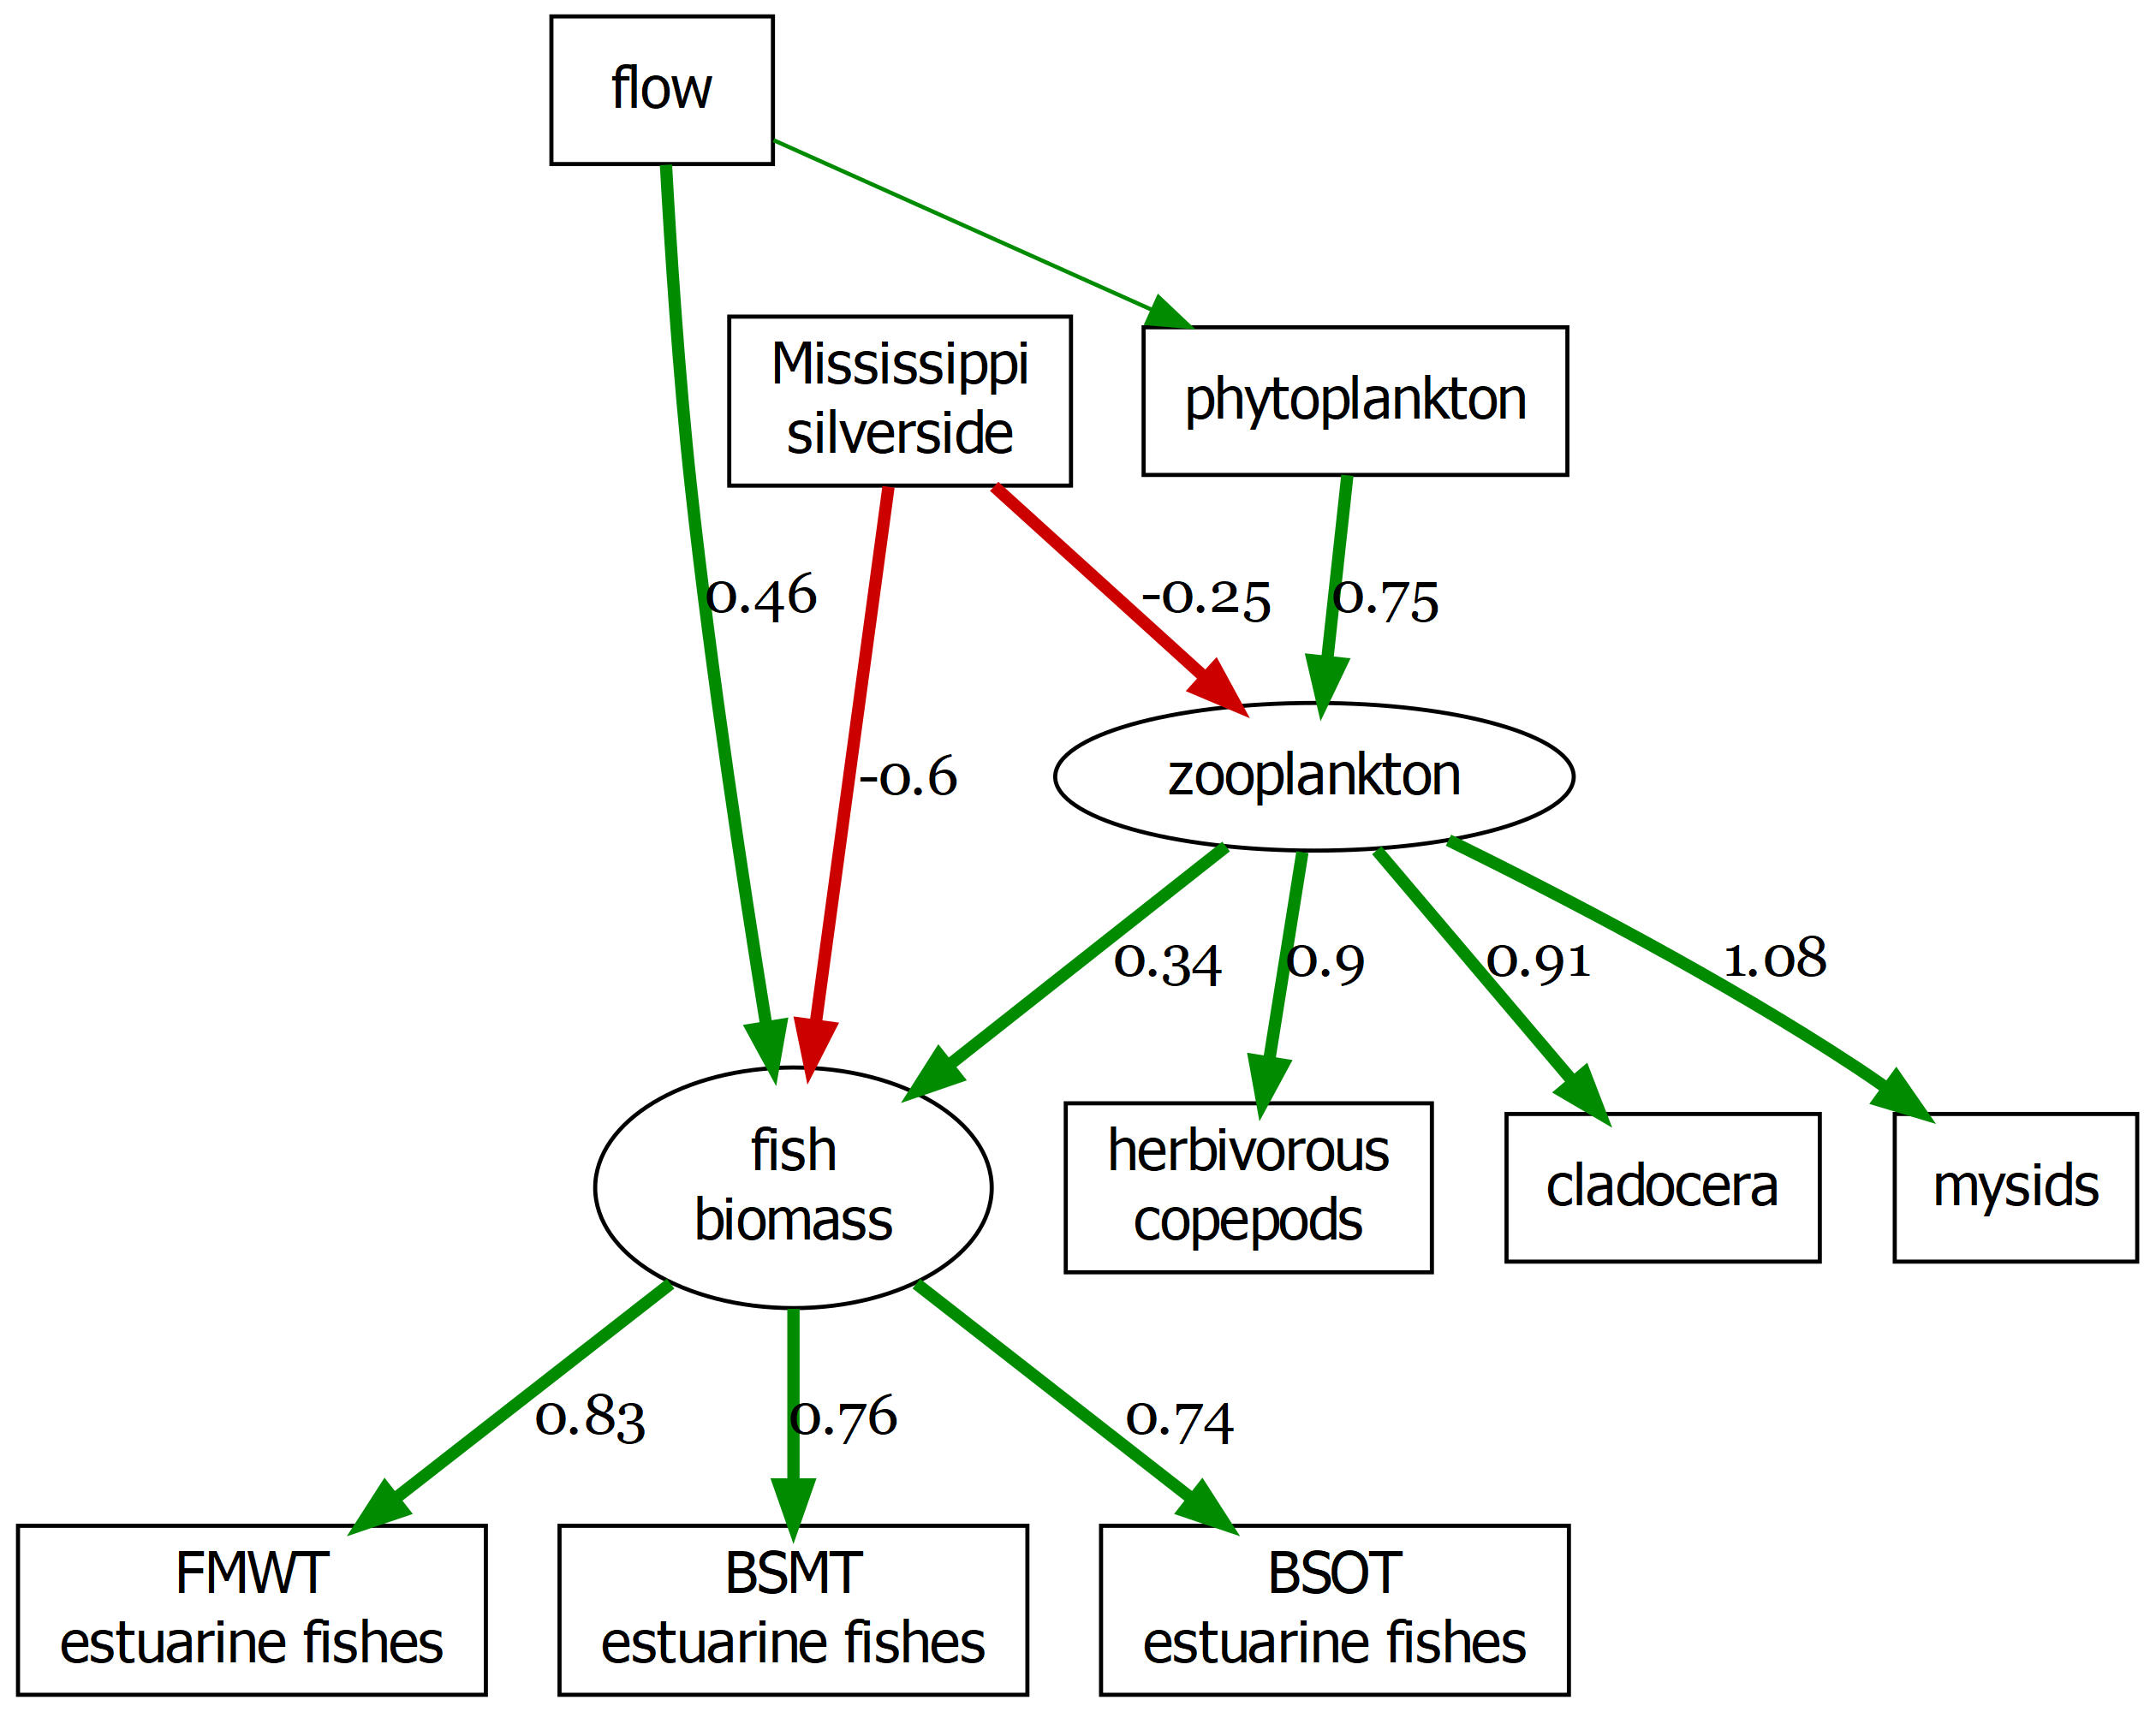 flow
Mississippi
silverside
phytoplankton
0.46
-0.25
0.75
-0.6
zooplankton
0.34
0.9
0.91
1.08
fish
biomass
herbivorous
copepods
cladocera
mysids
0.83
0.76
0.74
FMWT
estuarine fishes
BSMT
estuarine fishes
BSOT
estuarine fishes